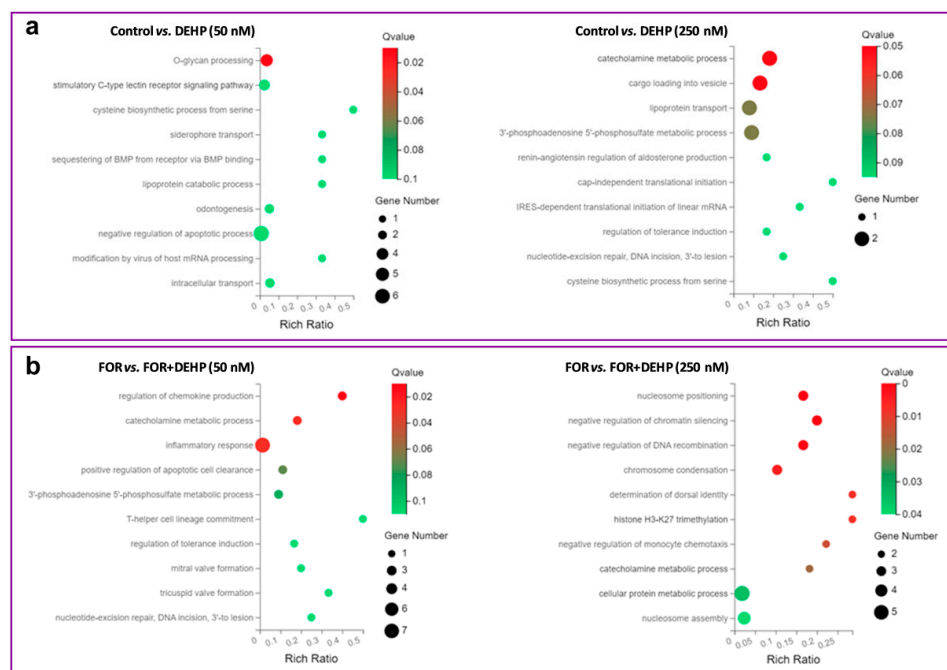 a
Control vs. DEHP (50 nM)
O-glycan processing
stimulatory C-type lectin receptor signaling pathway
cysteine biosynthetic process from serine
siderophore transport
sequestering of BMP from receptor via BMP binding
lipoprotein catabolic process
odontogenesis
negative regulation of apoptotic process
modification by virus of host mRNA processing
intracellular transport
0 0.1 0.2 0.3 0.4 0.5
Rich Ratio
Qvalue
0.02
0.04
0.06
0.08
0.1
Gene Number
1
2
4
5
6
Control vs. DEHP (250 nM)
catecholamine metabolic process
cargo loading into vesicle
lipoprotein transport
3'-phosphoadenosine 5'-phosphosulfate metabolic process
renin-angiotensin regulation of aldosterone production
cap-independent translational initiation
IRES-dependent translational initiation of linear mRNA
regulation of tolerance induction
nucleotide-excision repair, DNA incision, 3'-to lesion
cysteine biosynthetic process from serine
0 0.1 0.2 0.3 0.4 0.5
Rich Ratio
Qvalue
0.05
0.06
0.07
0.08
0.09
Gene Number
1
2
b
FOR vs. FOR+DEHP (50 nM)
regulation of chemokine production
catecholamine metabolic process
inflammatory response
positive regulation of apoptotic cell clearance
3'-phosphoadenosine 5'-phosphosulfate metabolic process
T-helper cell lineage commitment
regulation of tolerance induction
mitral valve formation
tricuspid valve formation
nucleotide-excision repair, DNA incision, 3'-to lesion
0 0.1 0.2 0.3 0.4 0.5
Rich Ratio
Qvalue
0.02
0.04
0.06
0.08
0.1
Gene Number
1
3
4
6
7
FOR vs. FOR+DEHP (250 nM)
nucleosome positioning
negative regulation of chromatin silencing
negative regulation of DNA recombination
chromosome condensation
determination of dorsal identity
histone H3-K27 trimethylation
negative regulation of monocyte chemotaxis
catecholamine metabolic process
cellular protein metabolic process
nucleosome assembly
0 0.05 0.1 0.15 0.2 0.25
Rich Ratio
Qvalue
0
0.01
0.02
0.03
0.04
Gene Number
2
3
4
5